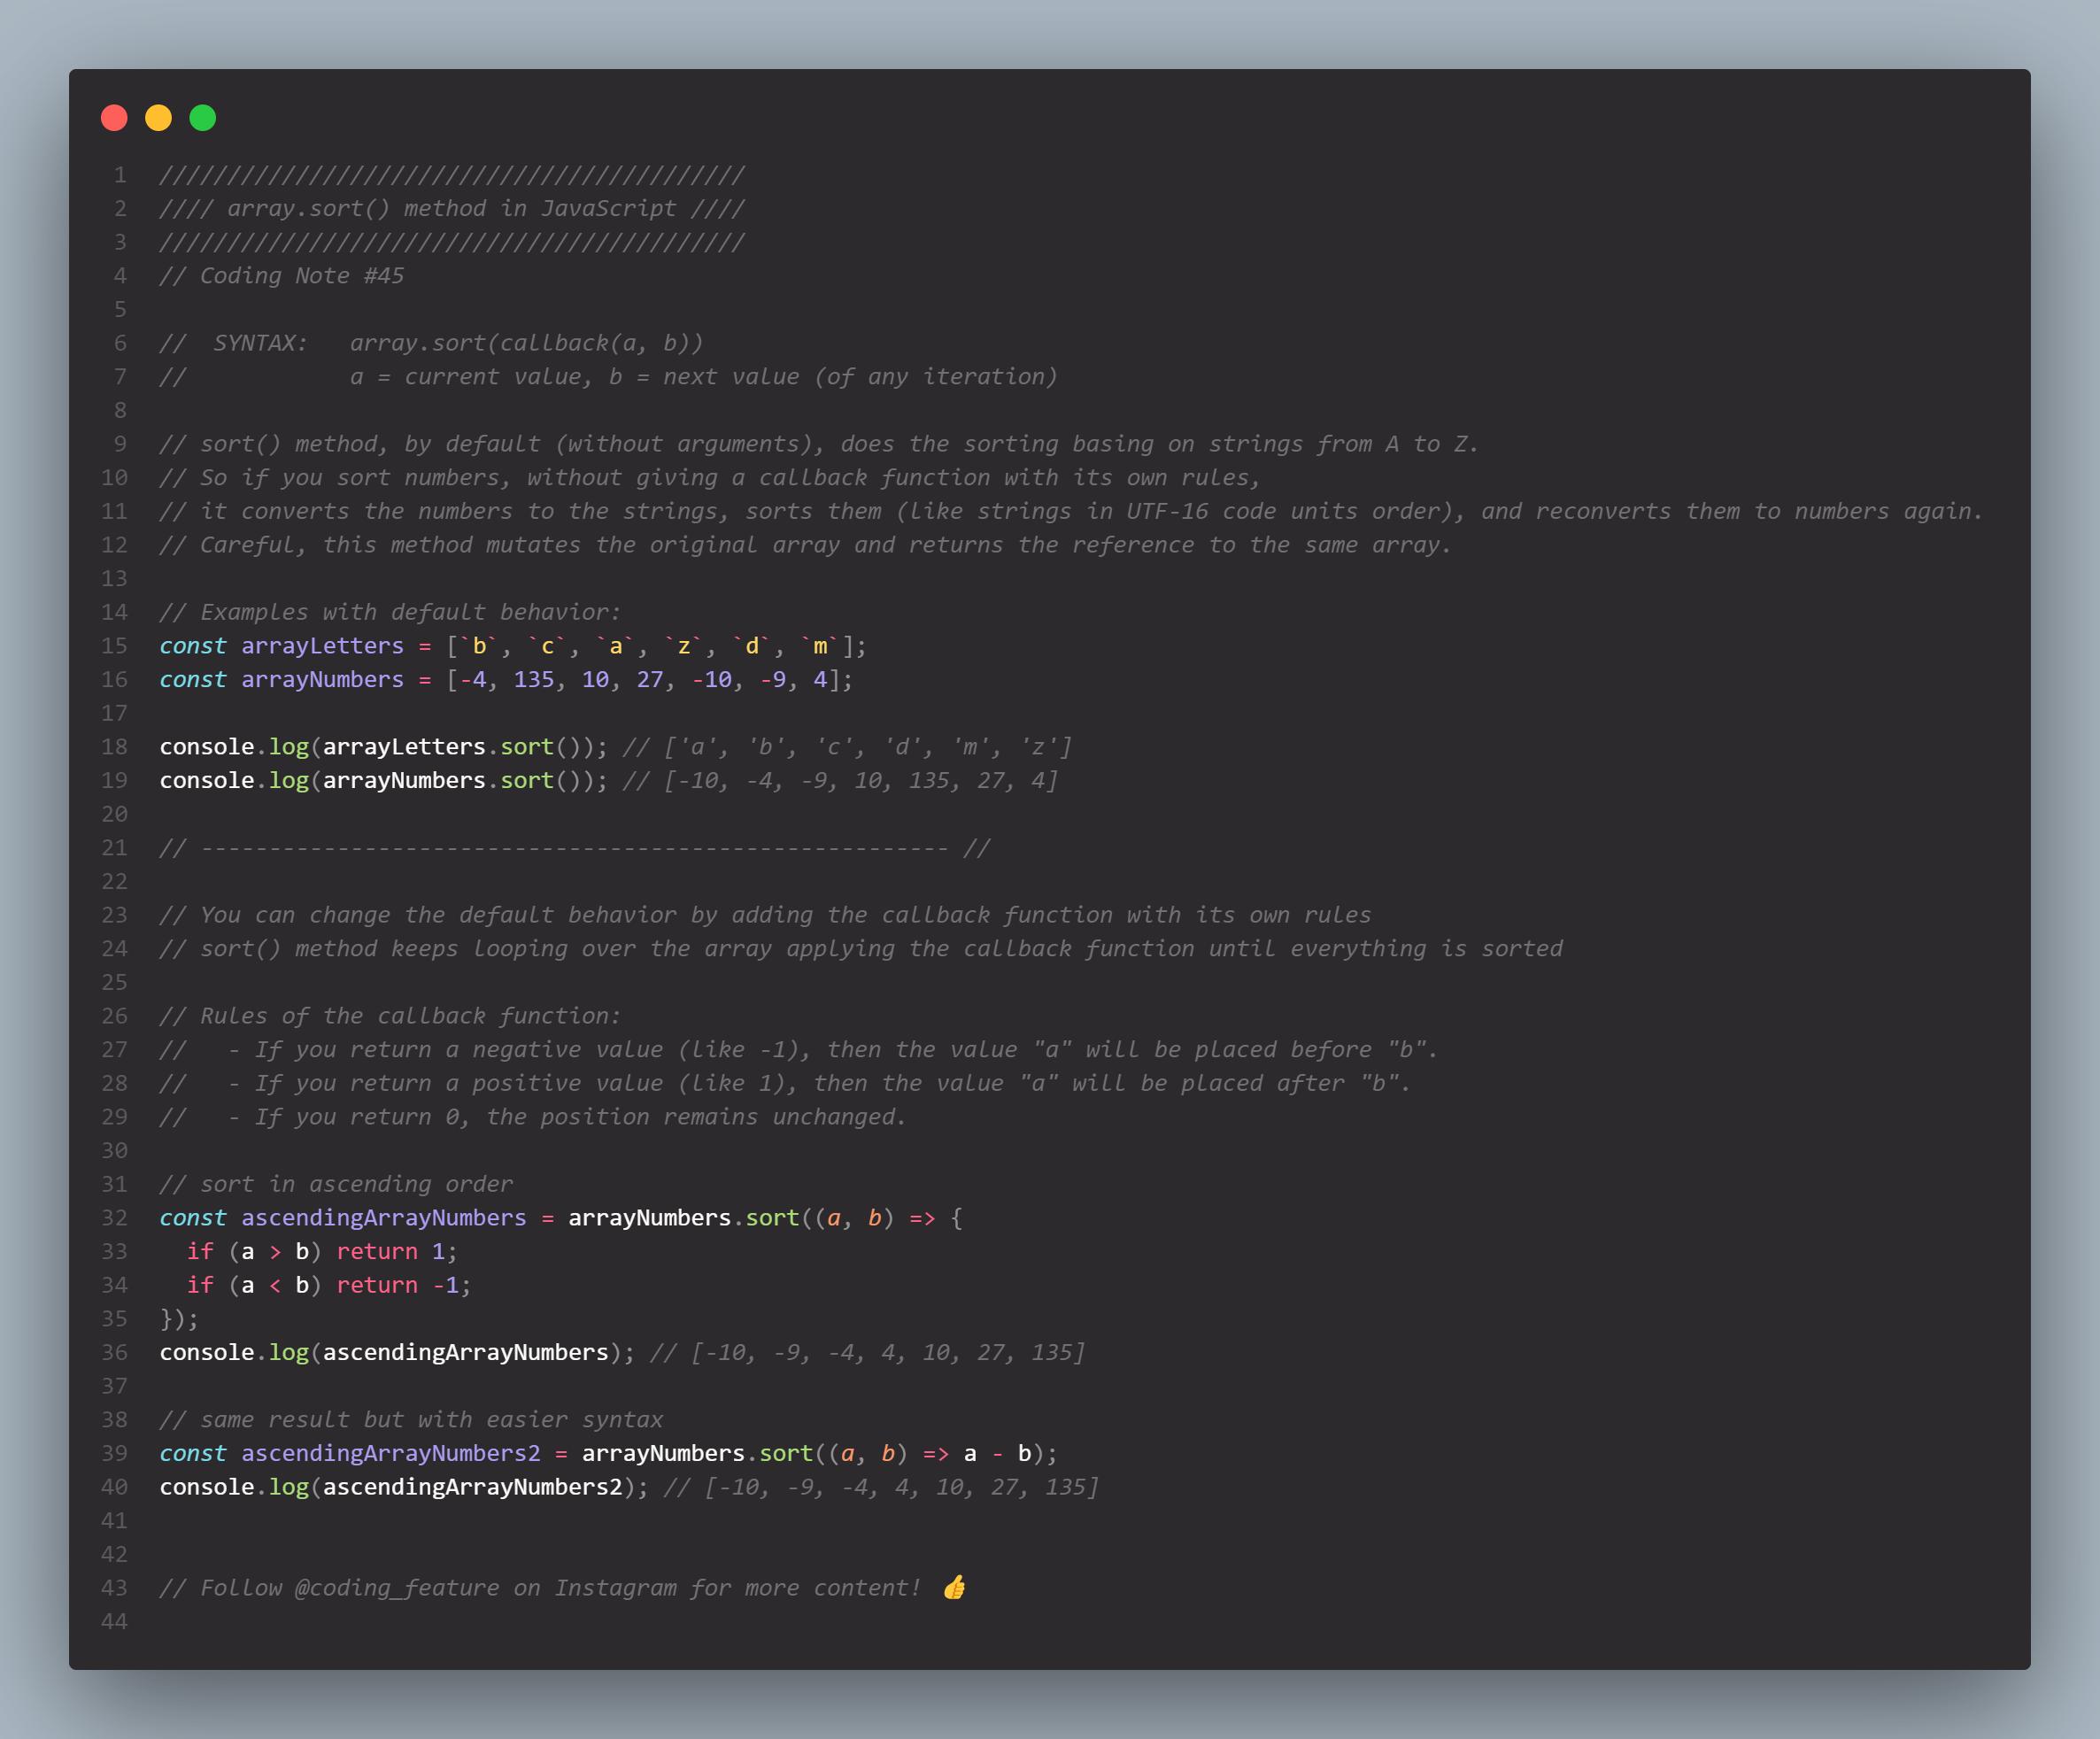 1 ///////////////////////////////////////////
2 //// array.sort() method in JavaScript ////
3 ///////////////////////////////////////////
4 // Coding Note #45
5
6 //  SYNTAX:   array.sort(callback(a, b))
7 //            a = current value, b = next value (of any iteration)
8
9 // sort() method, by default (without arguments), does the sorting basing on strings from A to Z.
10 // So if you sort numbers, without giving a callback function with its own rules,
11 // it converts the numbers to the strings, sorts them (like strings in UTF-16 code units order), and reconverts them to numbers again.
12 // Careful, this method mutates the original array and returns the reference to the same array.
13
14 // Examples with default behavior:
15 const arrayLetters = [`b`, `c`, `a`, `z`, `d`, `m`];
16 const arrayNumbers = [-4, 135, 10, 27, -10, -9, 4];
17
18 console.log(arrayLetters.sort()); // ['a', 'b', 'c', 'd', 'm', 'z']
19 console.log(arrayNumbers.sort()); // [-10, -4, -9, 10, 135, 27, 4]
20
21 // ------------------------------------------------------- //
22
23 // You can change the default behavior by adding the callback function with its own rules
24 // sort() method keeps looping over the array applying the callback function until everything is sorted
25
26 // Rules of the callback function:
27 //   - If you return a negative value (like -1), then the value "a" will be placed before "b".
28 //   - If you return a positive value (like 1), then the value "a" will be placed after "b".
29 //   - If you return 0, the position remains unchanged.
30
31 // sort in ascending order
32 const ascendingArrayNumbers = arrayNumbers.sort((a, b) => {
33   if (a > b) return 1;
34   if (a < b) return -1;
35 });
36 console.log(ascendingArrayNumbers); // [-10, -9, -4, 4, 10, 27, 135]
37
38 // same result but with easier syntax
39 const ascendingArrayNumbers2 = arrayNumbers.sort((a, b) => a - b);
40 console.log(ascendingArrayNumbers2); // [-10, -9, -4, 4, 10, 27, 135]
41
42
43 // Follow @coding_feature on Instagram for more content! 👍
44